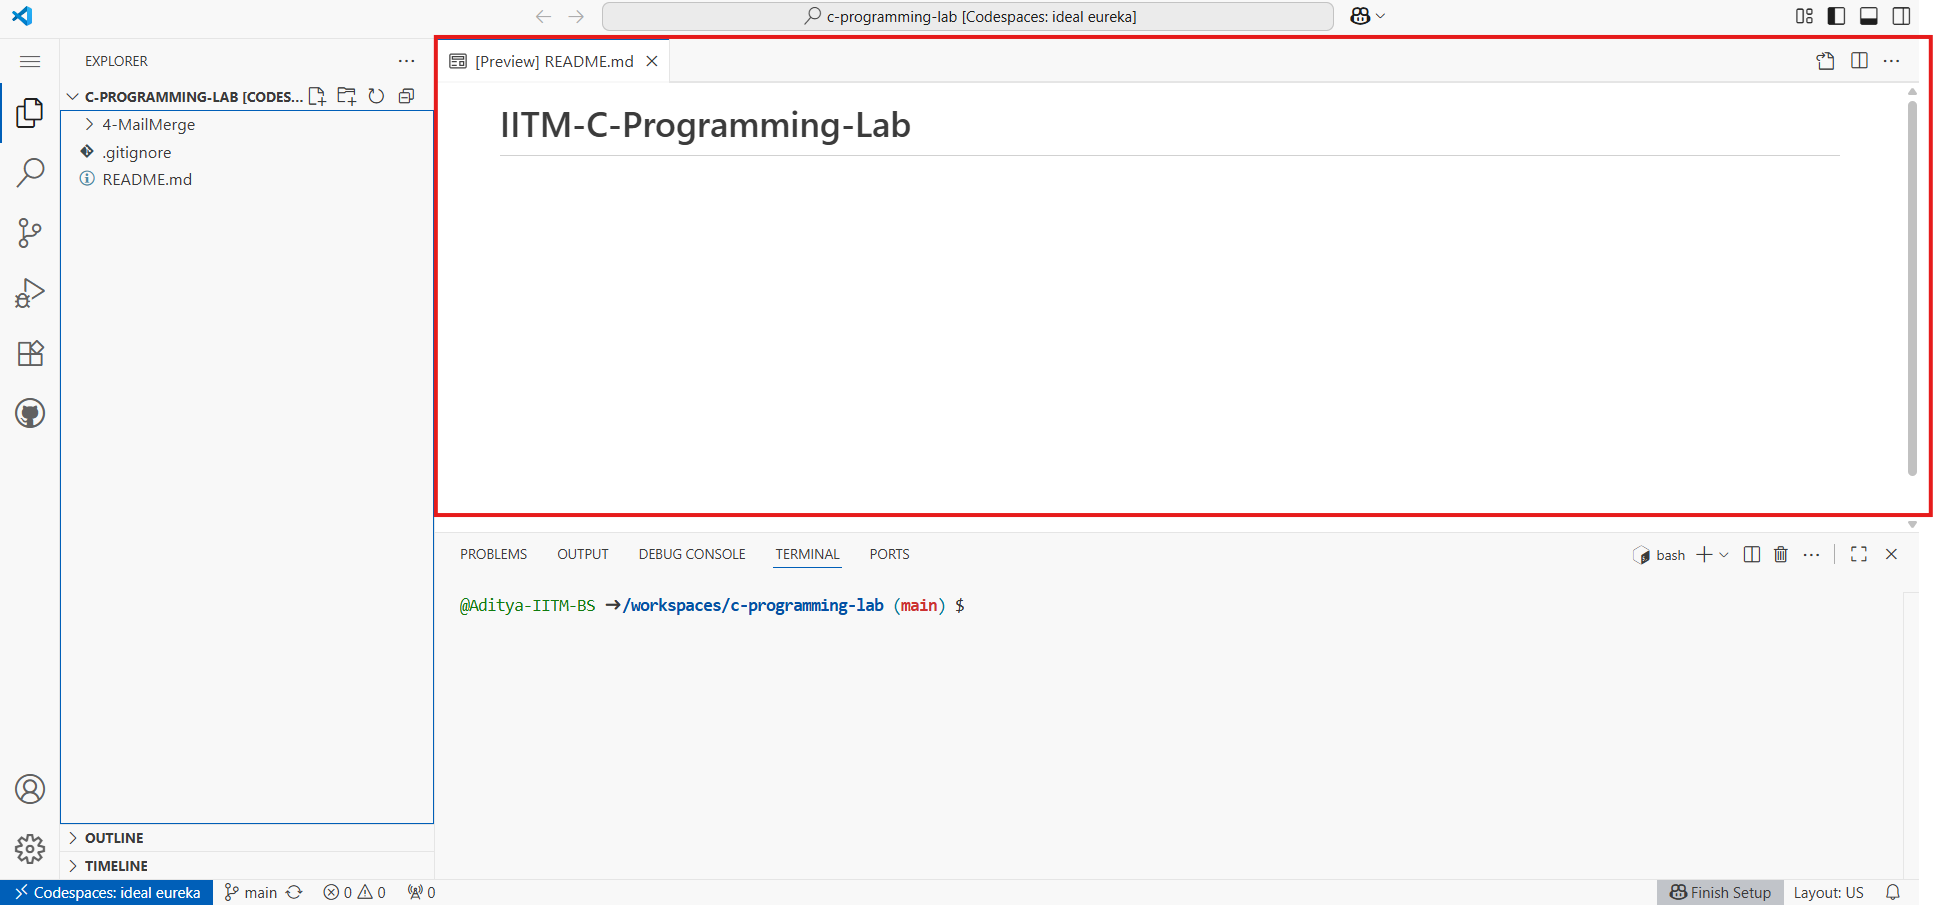 c-programming-lab [Codespaces: ideal eureka]
EXPLORER
C-PROGRAMMING-LAB [CODES...
4-MailMerge
.gitignore
README.md
OUTLINE
TIMELINE
[Preview] README.md
IITM-C-Programming-Lab
PROBLEMS OUTPUT DEBUG CONSOLE TERMINAL PORTS
bash
@Aditya-IITM-BS ➜/workspaces/c-programming-lab (main) $
Codespaces: ideal eureka main 0 0 0 Finish Setup Layout: US